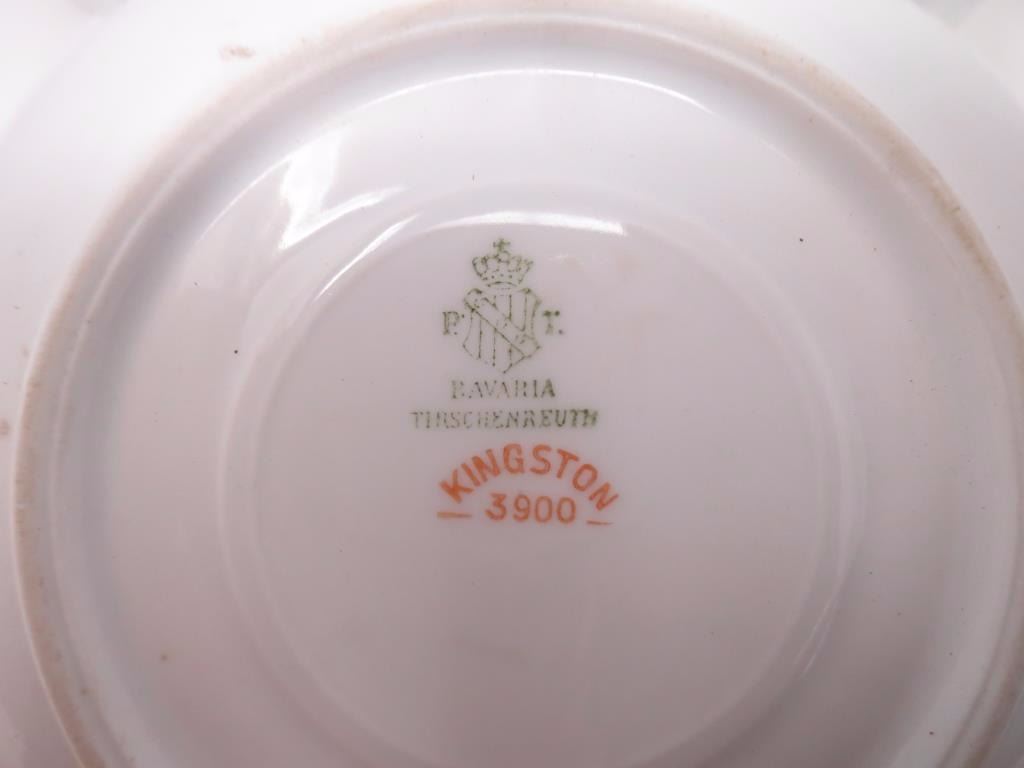 P. T.
BAVARIA
TIRSCHENREUTH
KINGSTON
— 3900 —